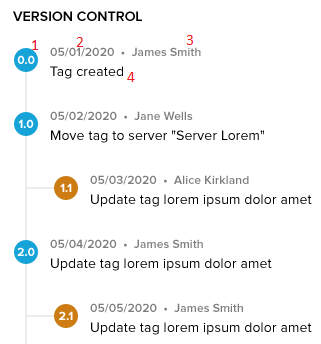 VERSION CONTROL
1 2 3
0.0 05/01/2020 • James Smith
Tag created 4
1.0 05/02/2020 • Jane Wells
Move tag to server "Server Lorem"
1.1 05/03/2020 • Alice Kirkland
Update tag lorem ipsum dolor amet
2.0 05/04/2020 • James Smith
Update tag lorem ipsum dolor amet
2.1 05/05/2020 • James Smith
Update tag lorem ipsum dolor amet